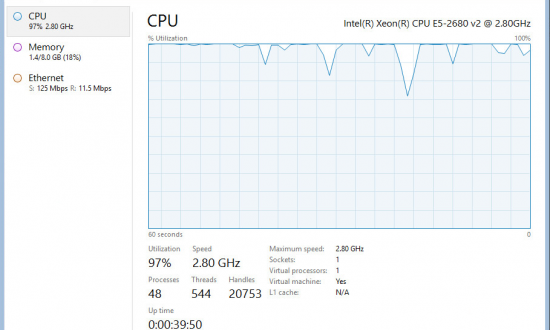 CPU
97% 2.80 GHz
Memory
1.4/8.0 GB (18%)
Ethernet
S: 125 Mbps R: 11.5 Mbps
CPU
Intel(R) Xeon(R) CPU E5-2680 v2 @ 2.80GHz
% Utilization 100%
60 seconds 0
Utilization Speed
97% 2.80 GHz
Processes Threads Handles
48 544 20753
Up time
0:00:39:50
Maximum speed: 2.80 GHz
Sockets: 1
Virtual processors: 1
Virtual machine: Yes
L1 cache: N/A